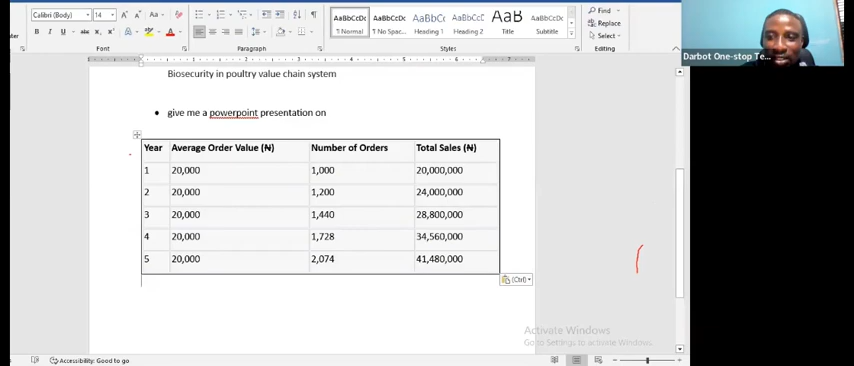 Calibri (Body)
14
Aa
AaBbCcDc
AaBbCcDc
AaBbCc
AaBbCcD
AaB
AaBbCcDc
¶ Normal
¶ No Spac...
Heading 1
Heading 2
Title
Subtitle
Find
Replace
Select
Font
Paragraph
Styles
Editing
Darbot One-stop Te...
Biosecurity in poultry value chain system
• give me a powerpoint presentation on
Year Average Order Value (₦) Number of Orders Total Sales (₦)
1 20,000 1,000 20,000,000
2 20,000 1,200 24,000,000
3 20,000 1,440 28,800,000
4 20,000 1,728 34,560,000
5 20,000 2,074 41,480,000
(Ctrl)
Activate Windows
Go to Settings to activate Windows.
Accessibility: Good to go